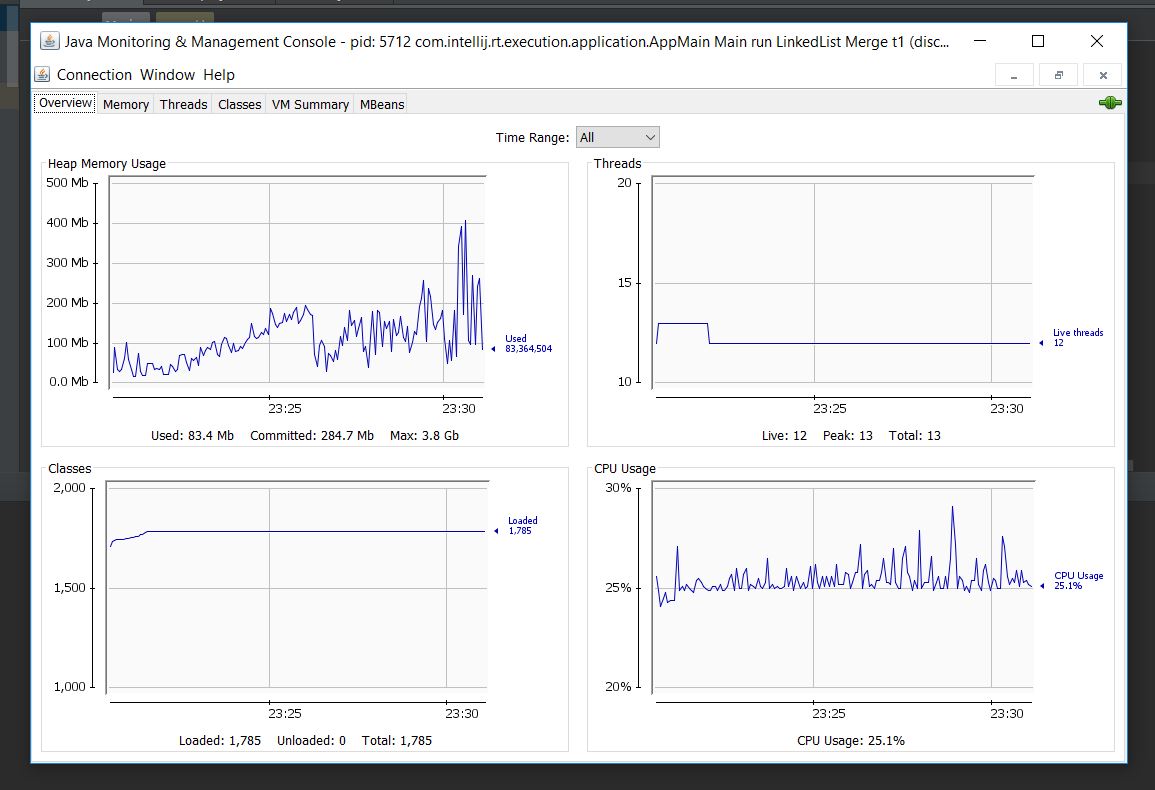 Java Monitoring & Management Console - pid: 5712 com.intellij.rt.execution.application.AppMain Main run LinkedList Merge t1 (disc...
Connection Window Help
Overview Memory Threads Classes VM Summary MBeans
Time Range: All
Heap Memory Usage
500 Mb
400 Mb
300 Mb
200 Mb
100 Mb
0.0 Mb
Used
83,364,504
23:25 23:30
Used: 83.4 Mb Committed: 284.7 Mb Max: 3.8 Gb
Threads
20
15
10
Live threads
12
23:25 23:30
Live: 12 Peak: 13 Total: 13
Classes
2,000
1,500
1,000
Loaded
1,785
23:25 23:30
Loaded: 1,785 Unloaded: 0 Total: 1,785
CPU Usage
30%
25%
20%
CPU Usage
25.1%
23:25 23:30
CPU Usage: 25.1%